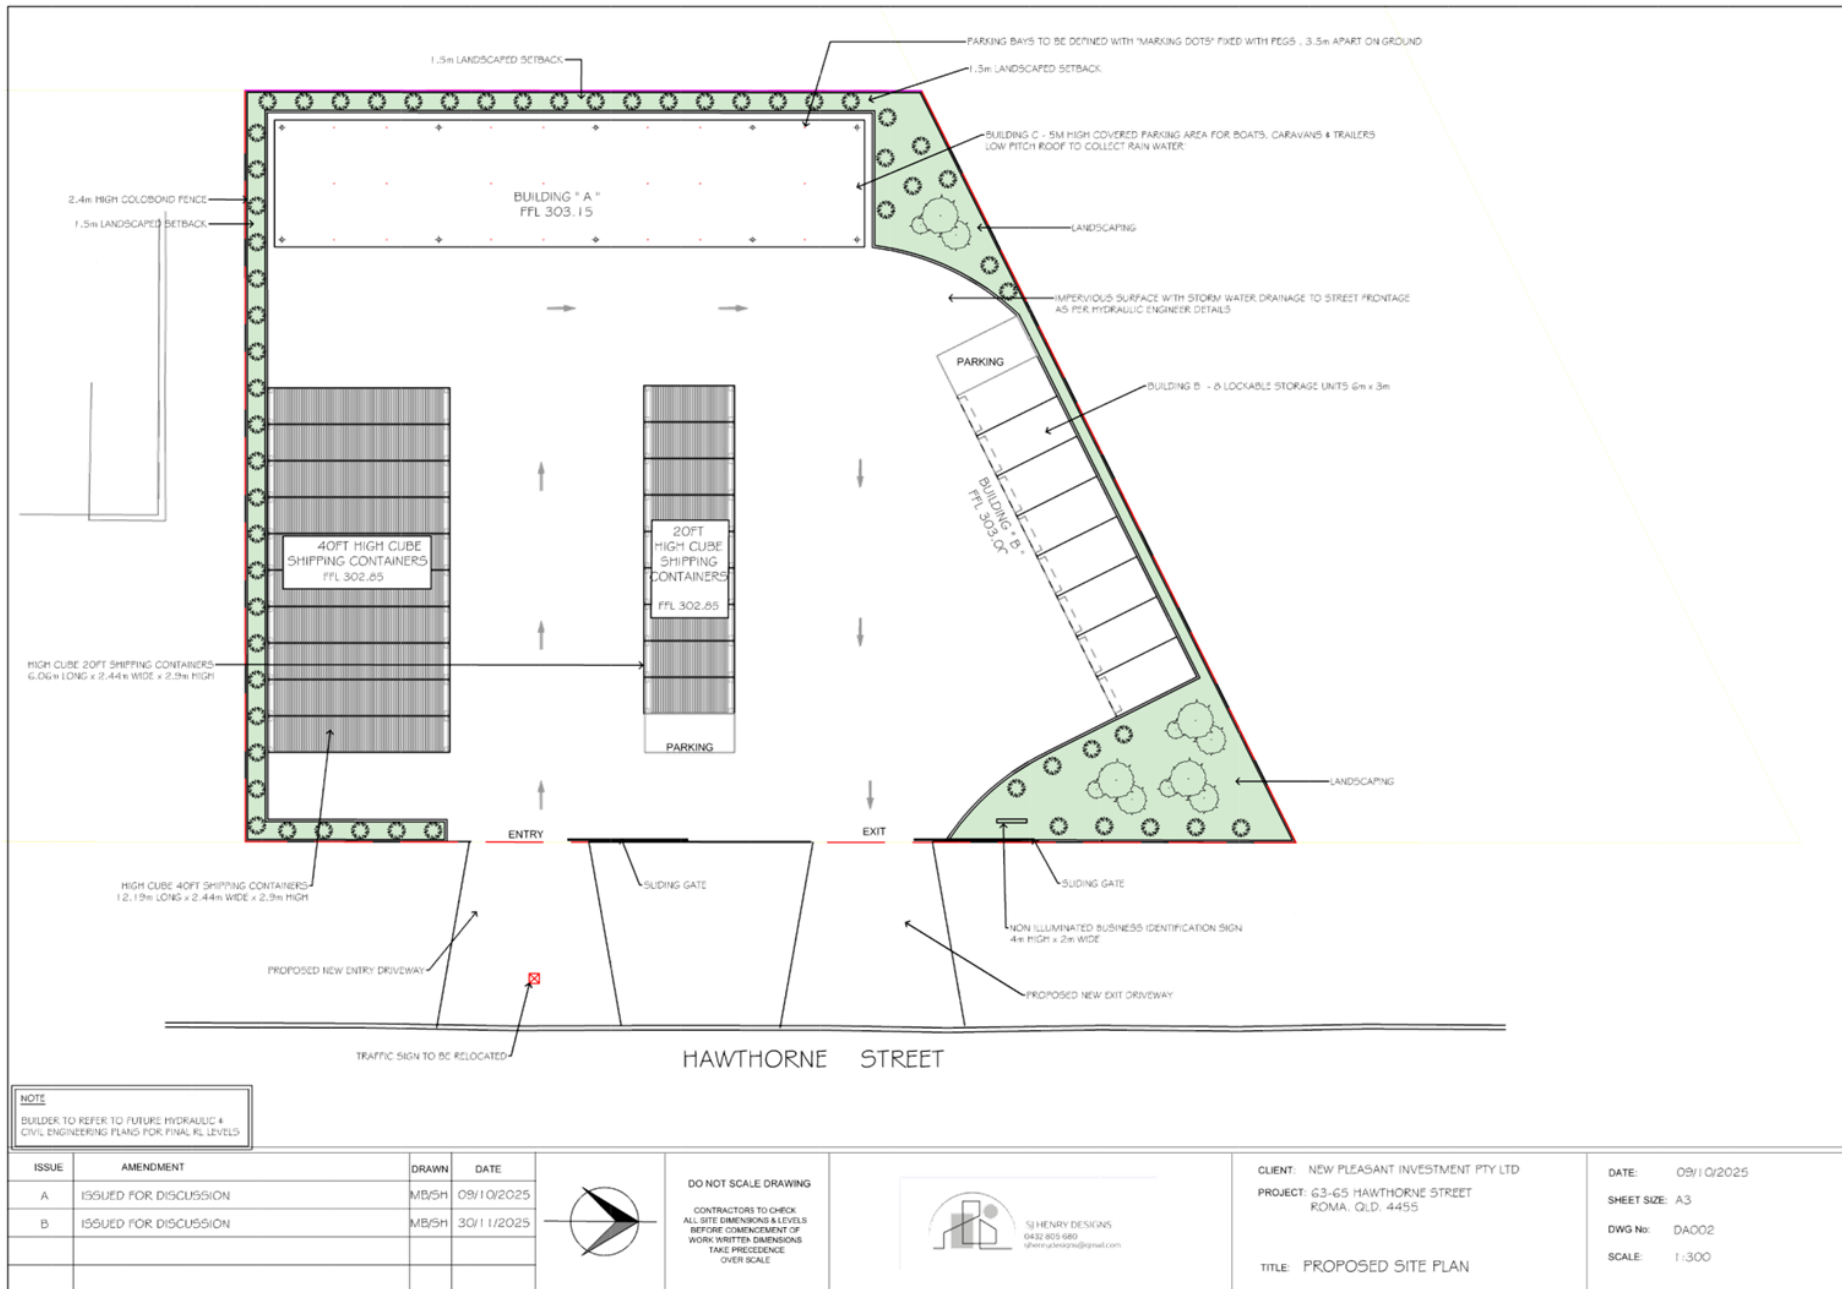 PARKING BAYS TO BE DEFINED WITH "MARKING DOTS" FIXED WITH PEGS , 3.5m APART ON GROUND
1.5m LANDSCAPED SETBACK
1.5m LANDSCAPED SETBACK
BUILDING C - 5M HIGH COVERED PARKING AREA FOR BOATS, CARAVANS & TRAILERS
LOW PITCH ROOF TO COLLECT RAIN WATER
2.4m HIGH COLOBOND FENCE
1.5m LANDSCAPED SETBACK
BUILDING " A "
FFL 303.15
LANDSCAPING
IMPERVIOUS SURFACE WITH STORM WATER DRAINAGE TO STREET FRONTAGE
AS PER HYDRAULIC ENGINEER DETAILS
PARKING
BUILDING B - 8 LOCKABLE STORAGE UNITS 6m x 3m
BUILDING " B "
FFL 303.00
40FT HIGH CUBE
SHIPPING CONTAINERS
FFL 302.85
20FT
HIGH CUBE
SHIPPING
CONTAINERS
FFL 302.85
HIGH CUBE 20FT SHIPPING CONTAINERS
6.06m LONG x 2.44m WIDE x 2.9m HIGH
PARKING
LANDSCAPING
ENTRY
EXIT
HIGH CUBE 40FT SHIPPING CONTAINERS
12.19m LONG x 2.44m WIDE x 2.9m HIGH
SLIDING GATE
SLIDING GATE
NON ILLUMINATED BUSINESS IDENTIFICATION SIGN
4m HIGH x 2m WIDE
PROPOSED NEW ENTRY DRIVEWAY
PROPOSED NEW EXIT DRIVEWAY
TRAFFIC SIGN TO BE RELOCATED
HAWTHORNE STREET
NOTE
BUILDER TO REFER TO FUTURE HYDRAULIC &
CIVIL ENGINEERING PLANS FOR FINAL RL LEVELS
ISSUE AMENDMENT DRAWN DATE
A ISSUED FOR DISCUSSION MB/SH 09/10/2025
B ISSUED FOR DISCUSSION MB/SH 30/11/2025
DO NOT SCALE DRAWING
CONTRACTORS TO CHECK
ALL SITE DIMENSIONS & LEVELS
BEFORE COMENCEMENT OF
WORK WRITTEN DIMENSIONS
TAKE PRECEDENCE
OVER SCALE
SJ HENRY DESIGNS
0432 805 680
sjhenrydesigns@gmail.com
CLIENT: NEW PLEASANT INVESTMENT PTY LTD
PROJECT: 63-65 HAWTHORNE STREET
ROMA. QLD. 4455
TITLE: PROPOSED SITE PLAN
DATE: 09/10/2025
SHEET SIZE: A3
DWG No: DA002
SCALE: 1:300